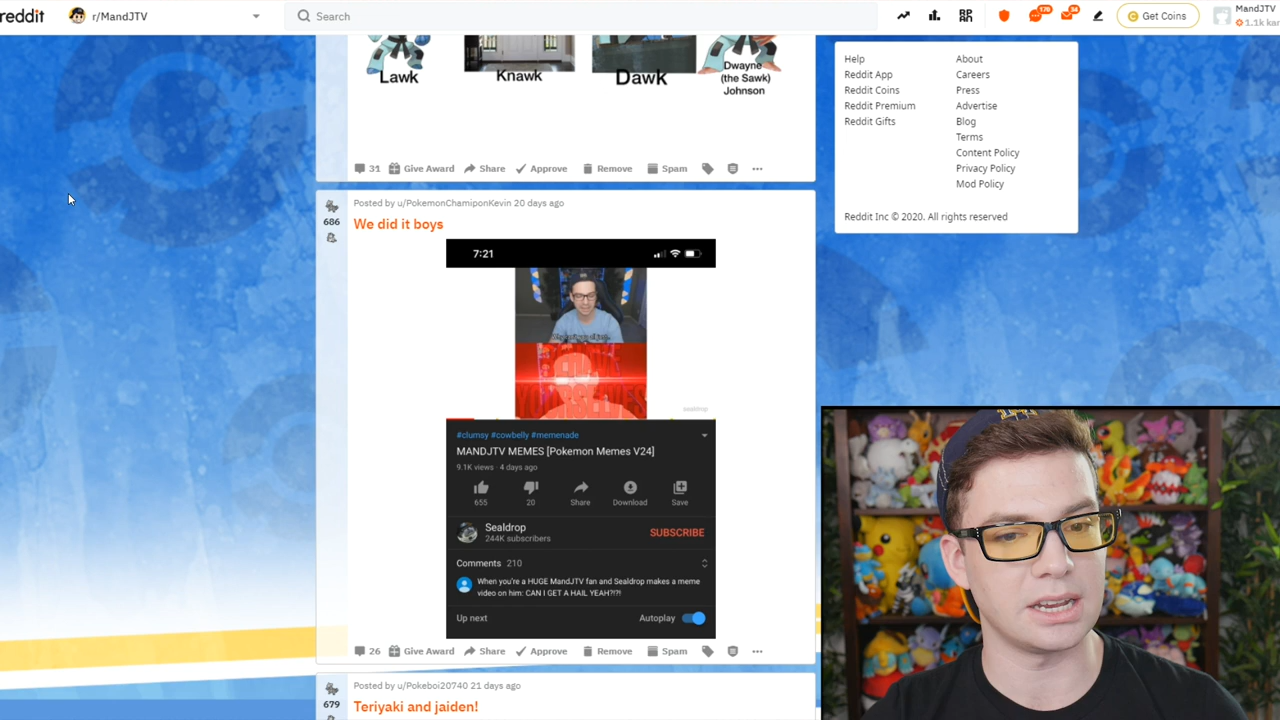 reddit
r/MandJTV
Search
170
34
Get Coins
MandJTV
1.1k kar
Lawk
Knawk
Dawk
Dwayne
(the Sawk)
Johnson
31 Give Award Share Approve Remove Spam
Posted by u/PokemonChamiponKevin 20 days ago
686
We did it boys
7:21
#clumsy #cowbelly #memenade
MANDJTV MEMES [Pokemon Memes V24]
9.1K views · 4 days ago
655 20 Share Download Save
Sealdrop
244K subscribers
SUBSCRIBE
Comments 210
When you're a HUGE MandJTV fan and Sealdrop makes a meme
video on him: CAN I GET A HAIL YEAH?!?!
Up next Autoplay
26 Give Award Share Approve Remove Spam
Posted by u/Pokeboi20740 21 days ago
679
Teriyaki and jaiden!
Help About
Reddit App Careers
Reddit Coins Press
Reddit Premium Advertise
Reddit Gifts Blog
Terms
Content Policy
Privacy Policy
Mod Policy
Reddit Inc © 2020. All rights reserved